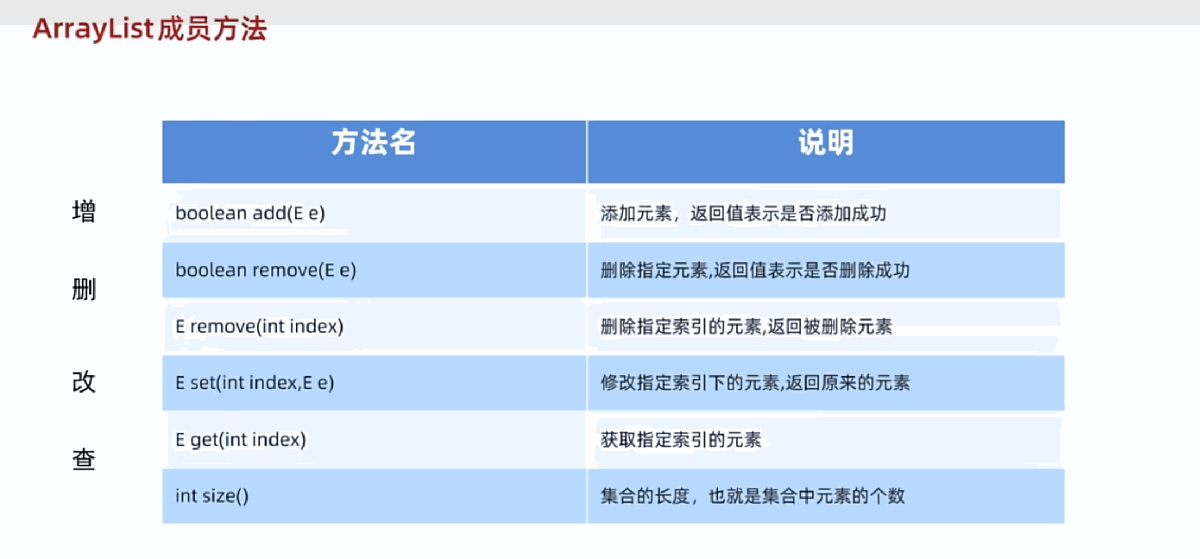 ArrayList成员方法
方法名 说明
增 boolean add(E e) 添加元素，返回值表示是否添加成功
boolean remove(E e) 删除指定元素,返回值表示是否删除成功
删
E remove(int index) 删除指定索引的元素,返回被删除元素
改 E set(int index,E e) 修改指定索引下的元素,返回原来的元素
E get(int index) 获取指定索引的元素
查
int size() 集合的长度，也就是集合中元素的个数